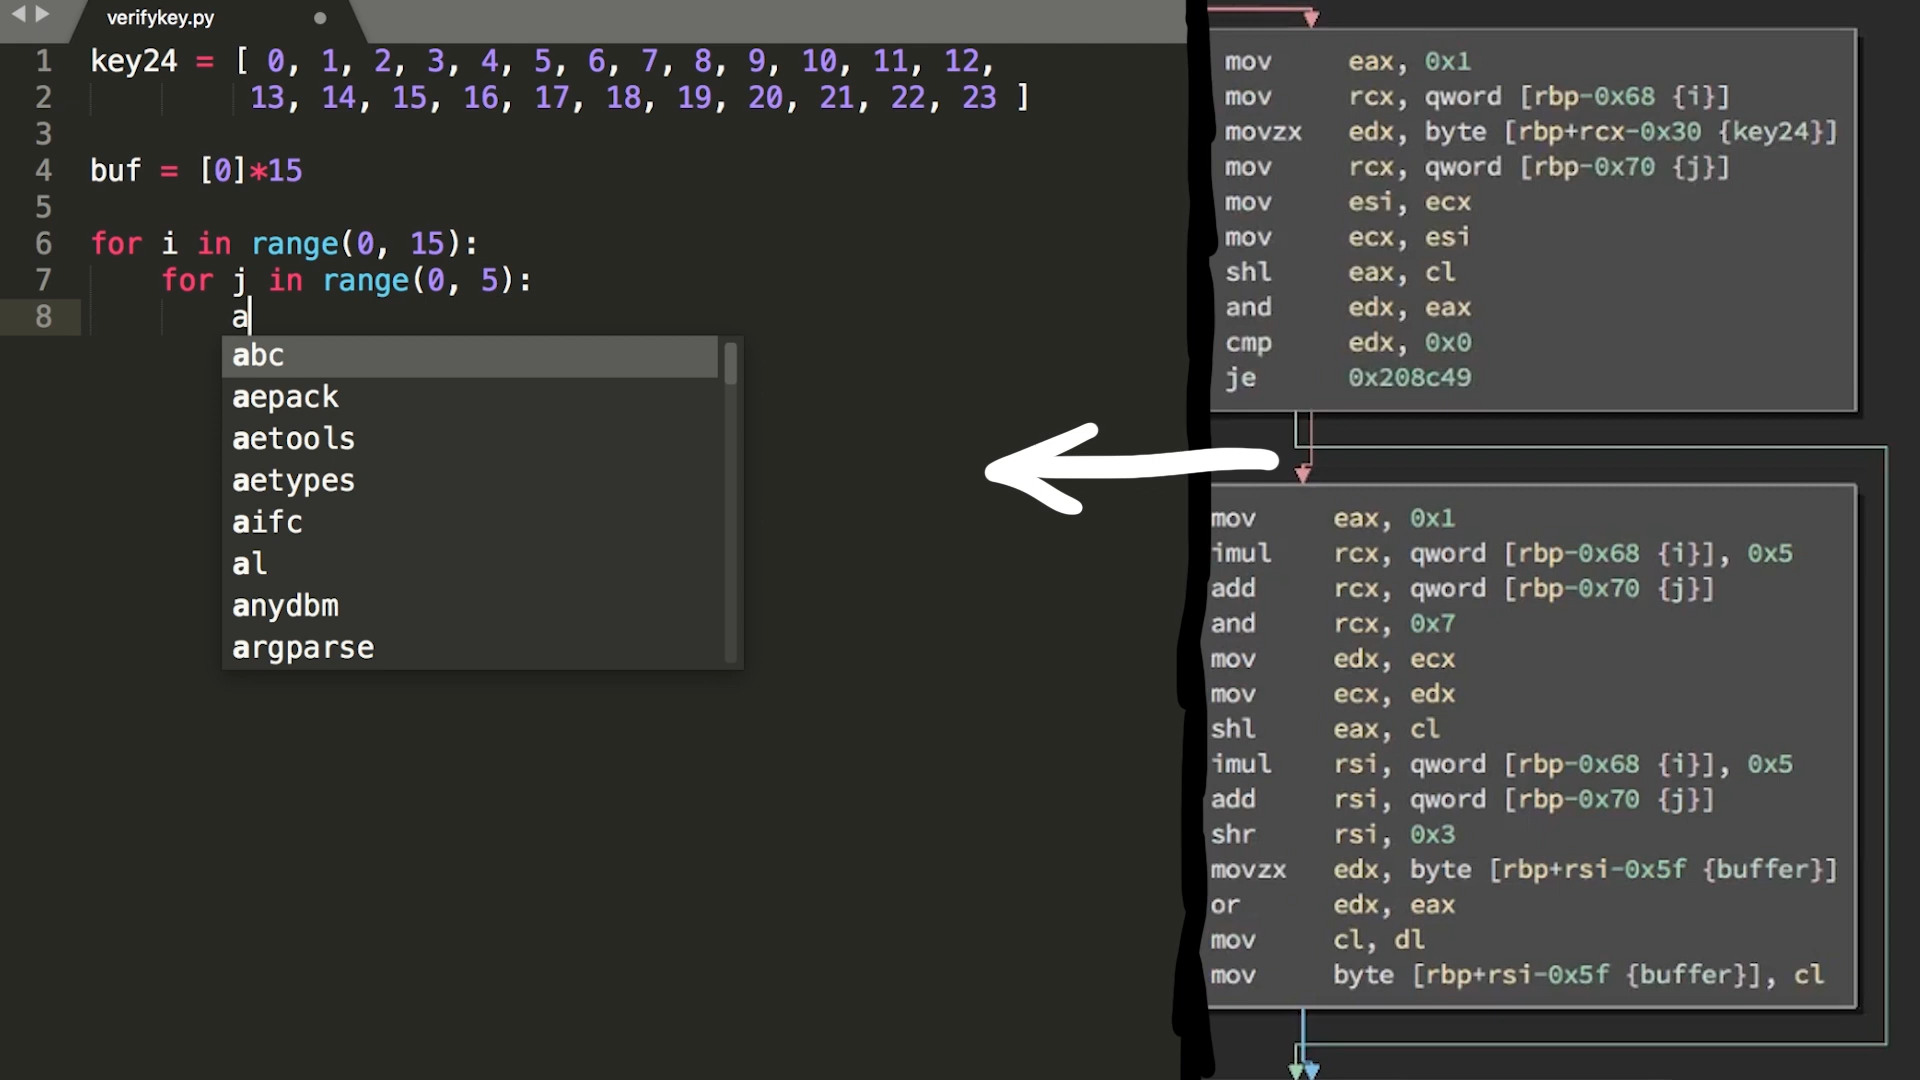 verifykey.py
1 key24 = [ 0, 1, 2, 3, 4, 5, 6, 7, 8, 9, 10, 11, 12,
2 13, 14, 15, 16, 17, 18, 19, 20, 21, 22, 23 ]
3
4 buf = [0]*15
5
6 for i in range(0, 15):
7 for j in range(0, 5):
8 a
abc
aepack
aetools
aetypes
aifc
al
anydbm
argparse
mov eax, 0x1
mov rcx, qword [rbp-0x68 {i}]
movzx edx, byte [rbp+rcx-0x30 {key24}]
mov rcx, qword [rbp-0x70 {j}]
mov esi, ecx
mov ecx, esi
shl eax, cl
and edx, eax
cmp edx, 0x0
je 0x208c49
mov eax, 0x1
imul rcx, qword [rbp-0x68 {i}], 0x5
add rcx, qword [rbp-0x70 {j}]
and rcx, 0x7
mov edx, ecx
mov ecx, edx
shl eax, cl
imul rsi, qword [rbp-0x68 {i}], 0x5
add rsi, qword [rbp-0x70 {j}]
shr rsi, 0x3
movzx edx, byte [rbp+rsi-0x5f {buffer}]
or edx, eax
mov cl, dl
mov byte [rbp+rsi-0x5f {buffer}], cl